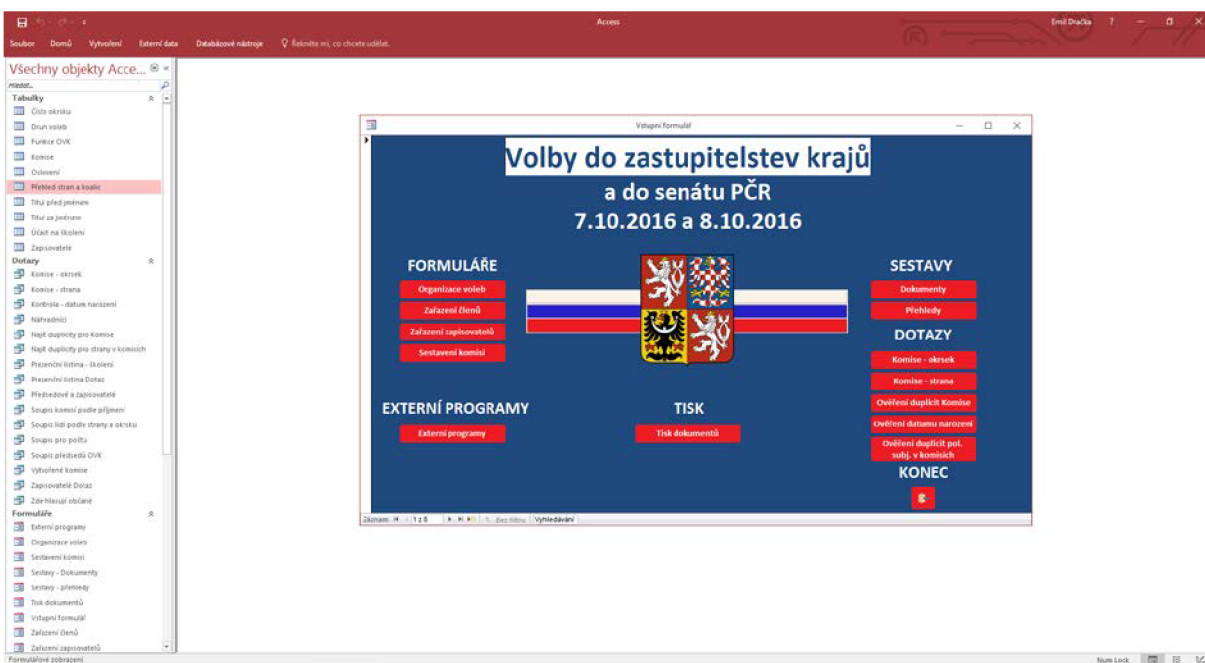 Access
Emil Dračka
?
Soubor Domů Vytvoření Externí data Databázové nástroje Řekněte mi, co chcete udělat.
Všechny objekty Acce...
Hledat...
Tabulky
Číslo okrsku
Druh voleb
Funkce OVK
Komise
Oslovení
Přehled stran a koalic
Titul před jménem
Titul za jménem
Účast na školení
Zapisovatelé
Dotazy
Komise - okrsek
Komise - strana
Kontrola - datum narození
Náhradníci
Najít duplicity pro Komise
Najít duplicity pro strany v komisích
Prezenční listina - školení
Prezenční listina Dotaz
Předsedové a zapisovatelé
Soupis komisí podle příjmení
Soupis lidí podle strany a okrsku
Soupis pro poštu
Soupis předsedů OVK
Vytvořené komise
Zapisovatelé Dotaz
Zde hlasují občané
Formuláře
Externí programy
Organizace voleb
Sestavení komisí
Sestavy - Dokumenty
Sestavy - přehledy
Tisk dokumentů
Vstupní formulář
Zařazení členů
Zařazení zapisovatelů
Vstupní formulář
Volby do zastupitelstev krajů
a do senátu PČR
7.10.2016 a 8.10.2016
FORMULÁŘE
Organizace voleb
Zařazení členů
Zařazení zapisovatelů
Sestavení komisí
EXTERNÍ PROGRAMY
Externí programy
TISK
Tisk dokumentů
SESTAVY
Dokumenty
Přehledy
DOTAZY
Komise - okrsek
Komise - strana
Ověření duplicit Komise
Ověření datumu narození
Ověření duplicit pol.
subj. v komisích
KONEC
Záznam: 1 z 8 Bez filtru Vyhledávání
Formulářové zobrazení
Num Lock